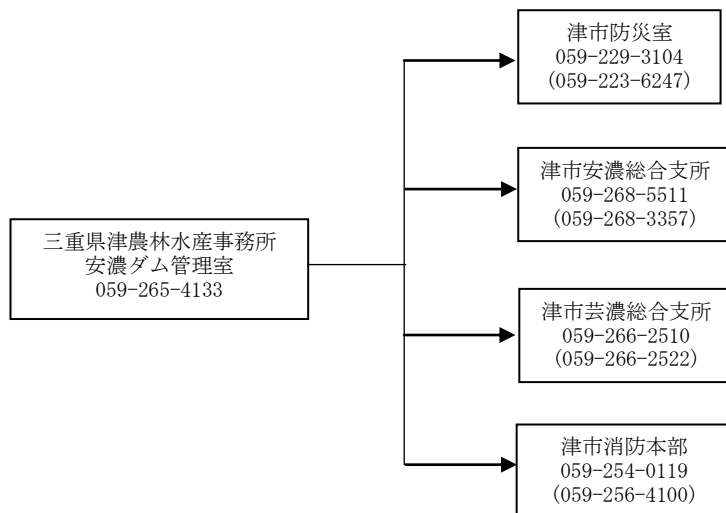 津市防災室
059-229-3104
(059-223-6247)
津市安濃総合支所
059-268-5511
(059-268-3357)
三重県津農林水産事務所
安濃ダム管理室
059-265-4133
津市芸濃総合支所
059-266-2510
(059-266-2522)
津市消防本部
059-254-0119
(059-256-4100)